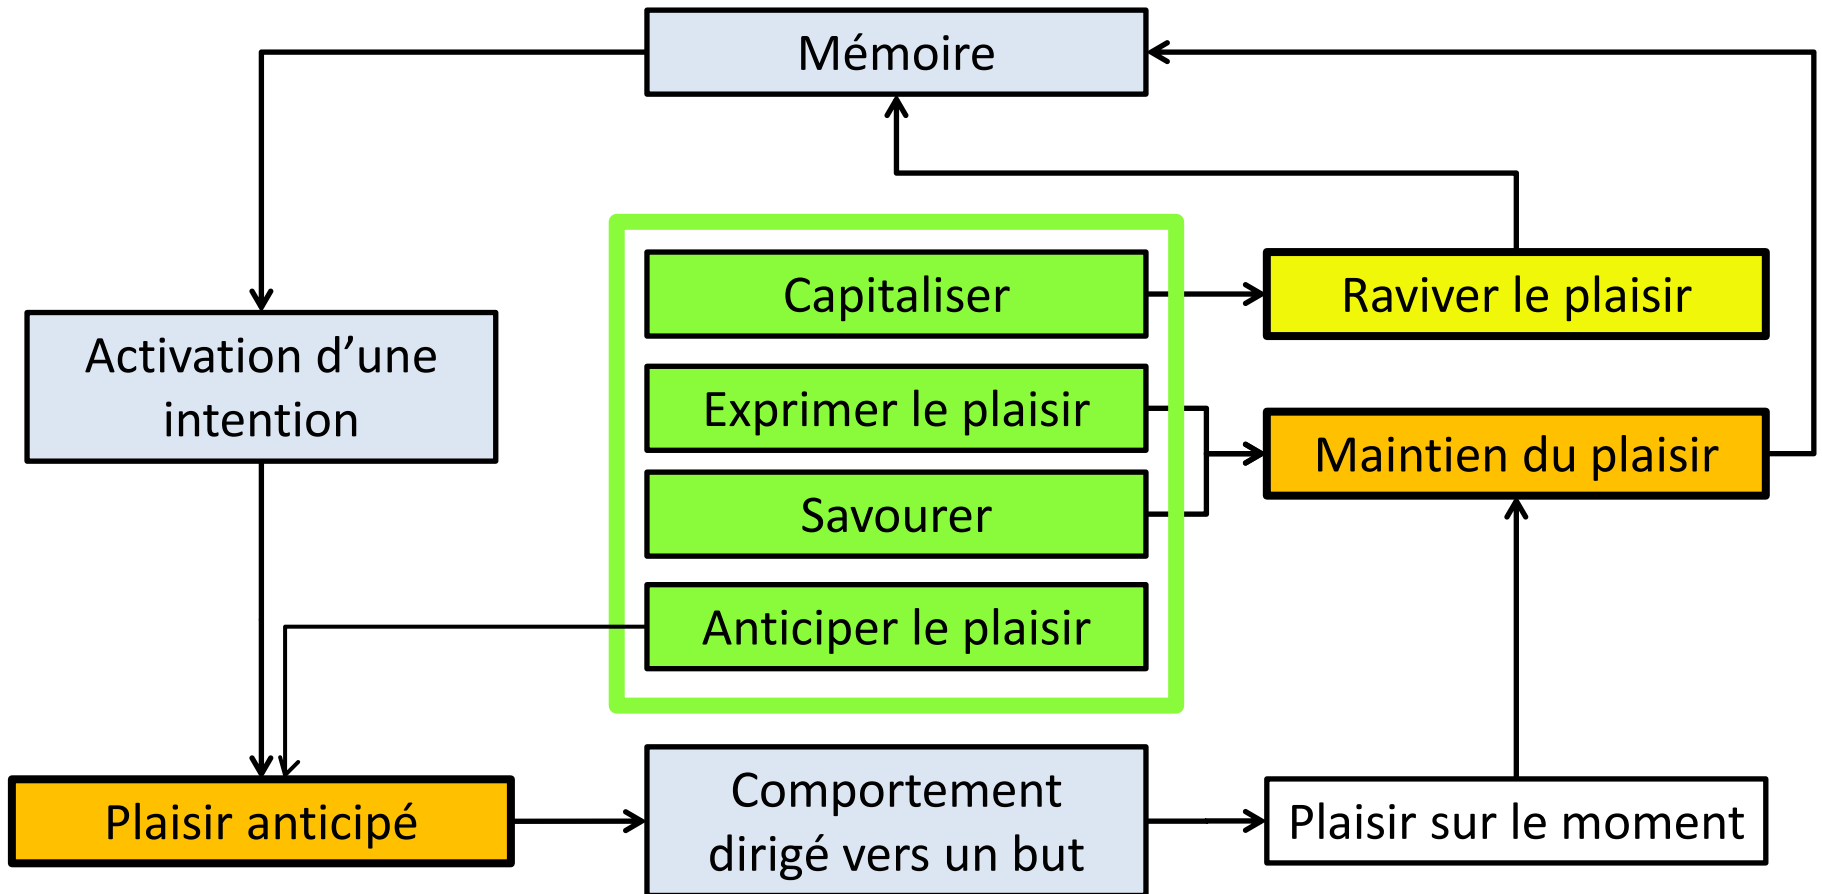 Mémoire
Capitaliser
Raviver le plaisir
Activation d’une
intention
Exprimer le plaisir
Maintien du plaisir
Savourer
Anticiper le plaisir
Plaisir anticipé
Comportement
dirigé vers un but
Plaisir sur le moment